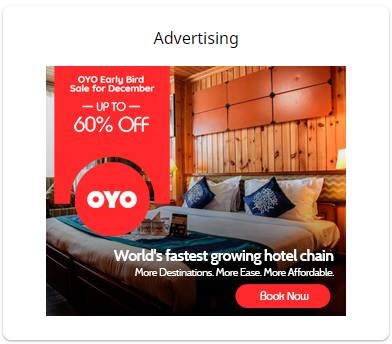 Advertising
OYO Early Bird
Sale for December
— UP TO —
60% OFF
OYO
World's fastest growing hotel chain
More Destinations. More Ease. More Affordable.
Book Now